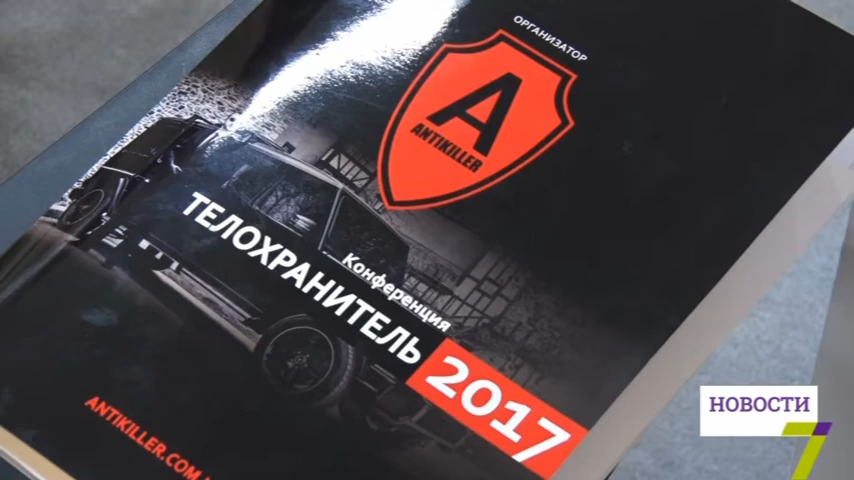 ОРГАНИЗАТОР
A
ANTIKILLER
Конференция
ТЕЛОХРАНИТЕЛЬ
2017
ANTIKILLER.COM
НОВОСТИ
7